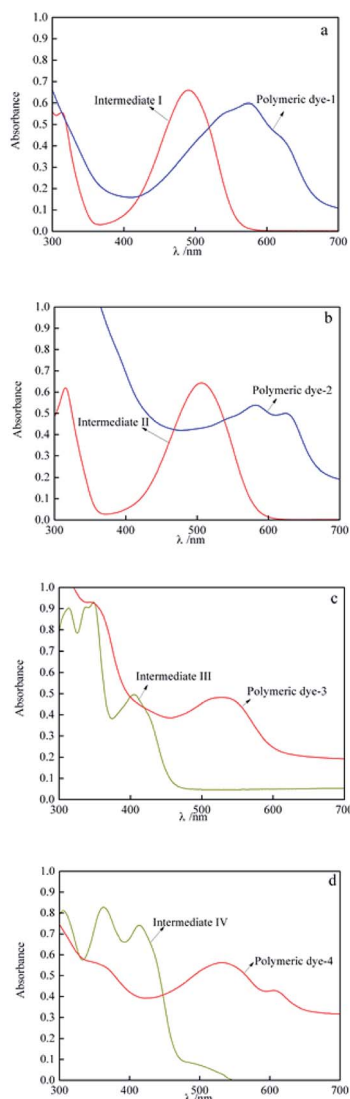 a
1.0
0.9
0.8
0.7
0.6
0.5
0.4
0.3
0.2
0.1
0.0
Absorbance
Intermediate I
Polymeric dye-1
300 400 500 600 700
λ /nm
b
1.0
0.9
0.8
0.7
0.6
0.5
0.4
0.3
0.2
0.1
0.0
Absorbance
Intermediate II
Polymeric dye-2
300 400 500 600 700
λ /nm
c
1.0
0.9
0.8
0.7
0.6
0.5
0.4
0.3
0.2
0.1
0.0
Absorbance
Intermediate III
Polymeric dye-3
300 400 500 600 700
λ /nm
d
1.0
0.9
0.8
0.7
0.6
0.5
0.4
0.3
0.2
0.1
0.0
Absorbance
Intermediate IV
Polymeric dye-4
300 400 500 600 700
λ /nm